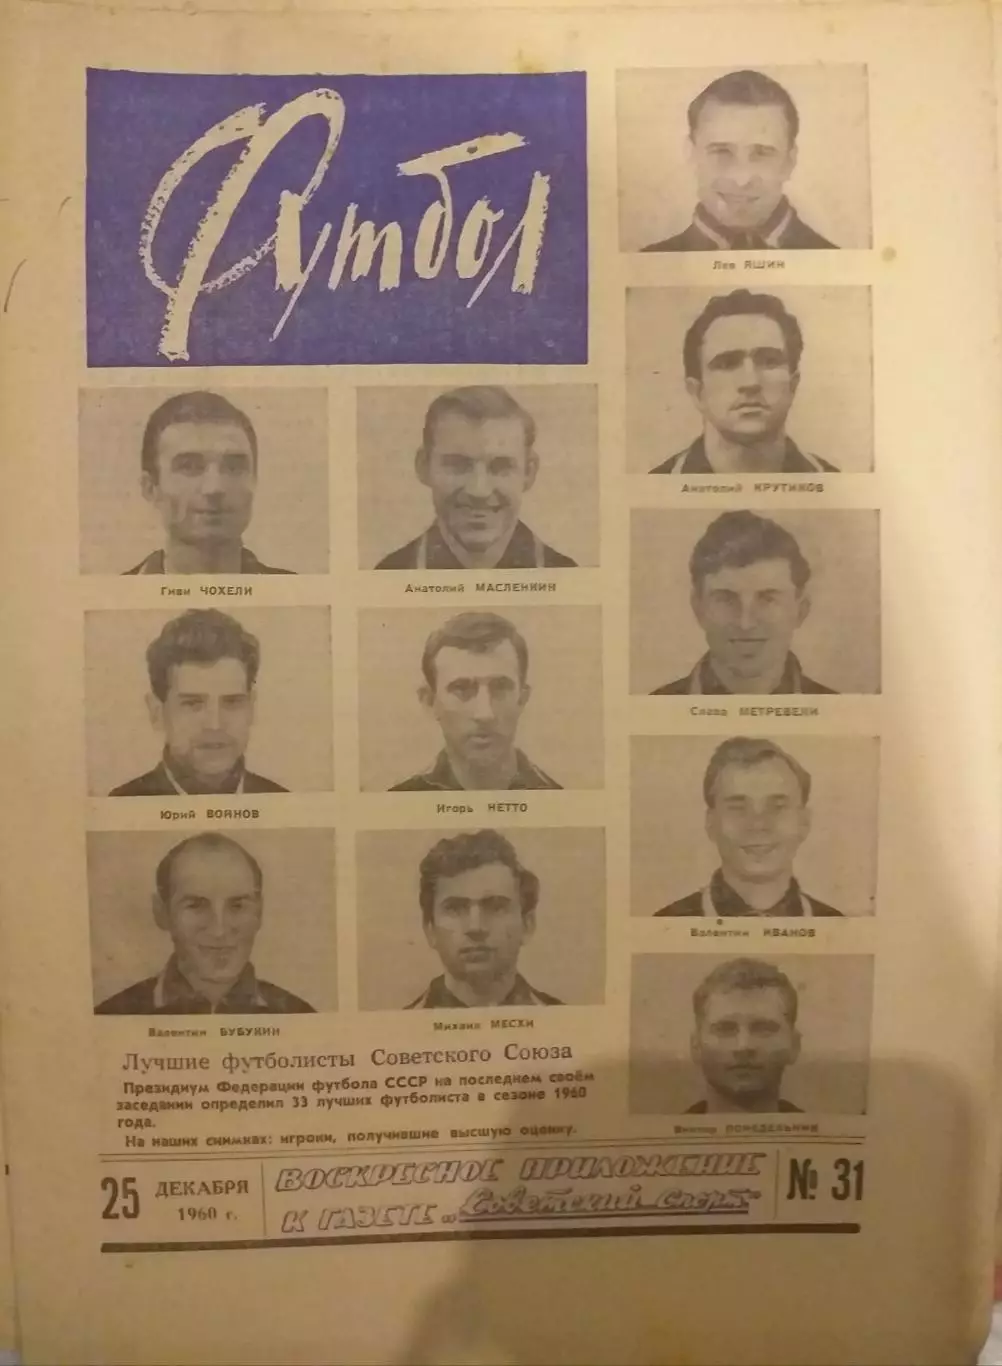 Футбол
Лев ЯШИН
Анатолий КРУТИКОВ
Гиви ЧОХЕЛИ
Анатолий МАСЛЕНКИН
Слава МЕТРЕВЕЛИ
Юрий ВОЙНОВ
Игорь НЕТТО
Валентин ИВАНОВ
Валентин БУБУКИН
Михаил МЕСХИ
Виктор ПОНЕДЕЛЬНИК
Лучшие футболисты Советского Союза
Президиум Федерации футбола СССР на последнем своём
заседании определил 33 лучших футболиста в сезоне 1960
года.
На наших снимках: игроки, получившие высшую оценку.
25 ДЕКАБРЯ
1960 г.
ВОСКРЕСНОЕ ПРИЛОЖЕНИЕ
К ГАЗЕТЕ „Советский спорт"
№ 31